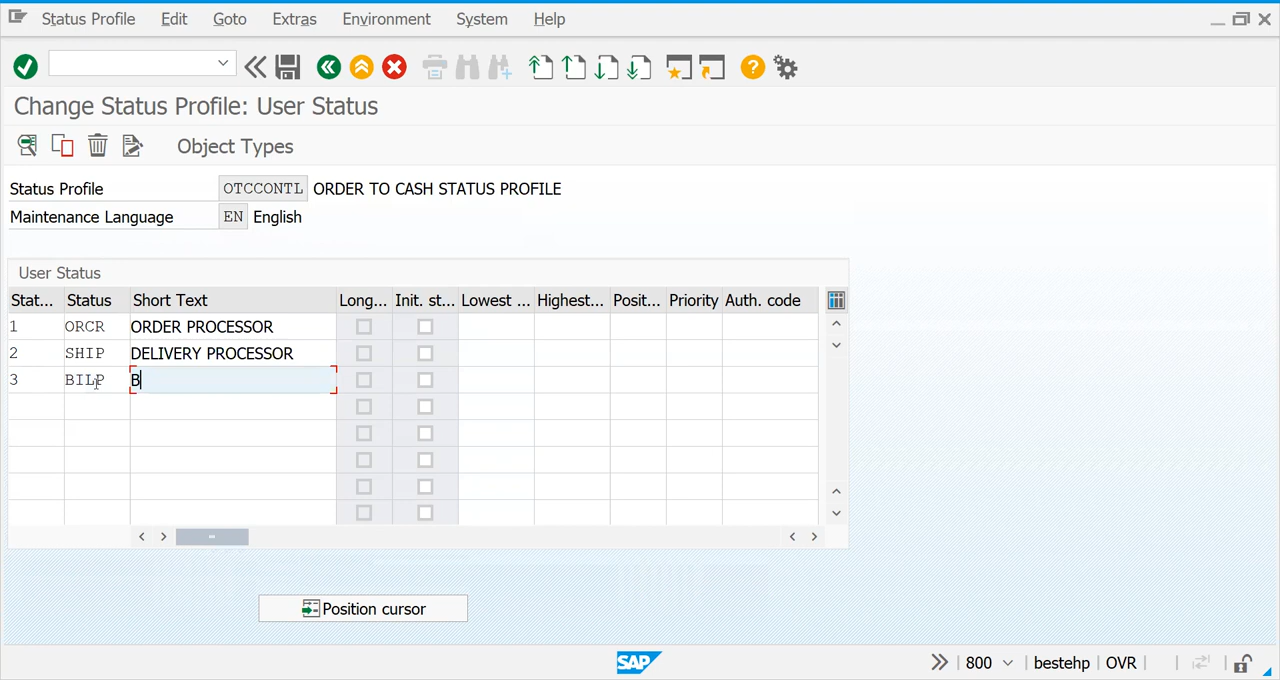 Status Profile Edit Goto Extras Environment System Help
Change Status Profile: User Status
Object Types
Status Profile OTCCONTL ORDER TO CASH STATUS PROFILE
Maintenance Language EN English
User Status
Stat... Status Short Text Long... Init. st... Lowest ... Highest... Posit... Priority Auth. code
1 ORCR ORDER PROCESSOR
2 SHIP DELIVERY PROCESSOR
3 BILP B
Position cursor
SAP 800 bestehp OVR